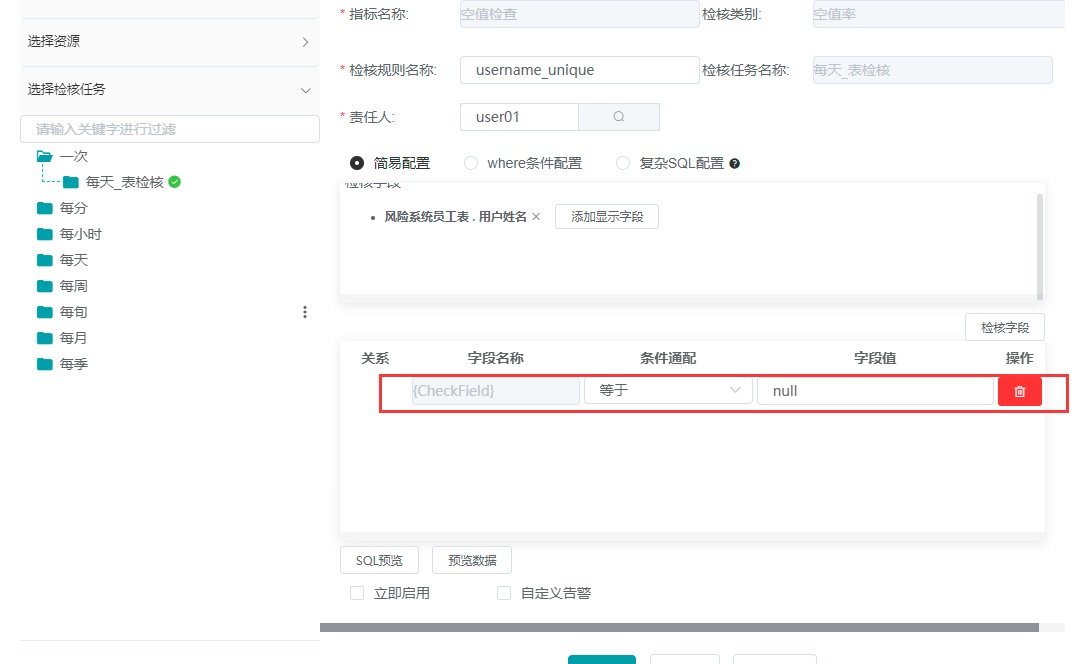 * 指标名称: 空值检查 检核类别: 空值率
选择资源
* 检核规则名称: username_unique 检核任务名称: 每天_表检核
选择检核任务
* 责任人: user01
请输入关键字进行过滤
一次
每天_表检核
每分
每小时
每天
每周
每旬
每月
每季
简易配置 where条件配置 复杂SQL配置 ?
检核字段
• 风险系统员工表 . 用户姓名 × 添加显示字段
检核字段
关系 字段名称 条件通配 字段值 操作
{CheckField} 等于 null
SQL预览 预览数据
立即启用 自定义告警